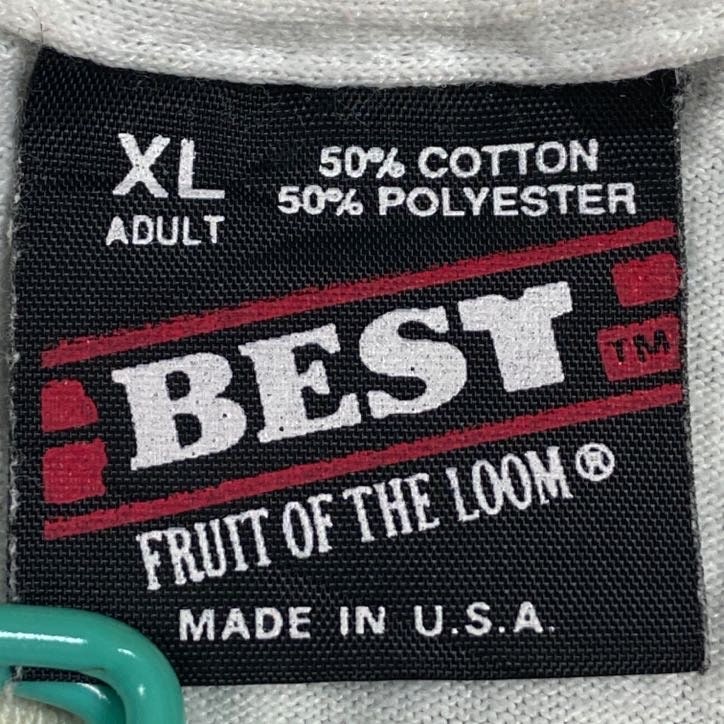 XL
ADULT
50% COTTON
50% POLYESTER
BEST
TM
FRUIT OF THE LOOM®
MADE IN U.S.A.